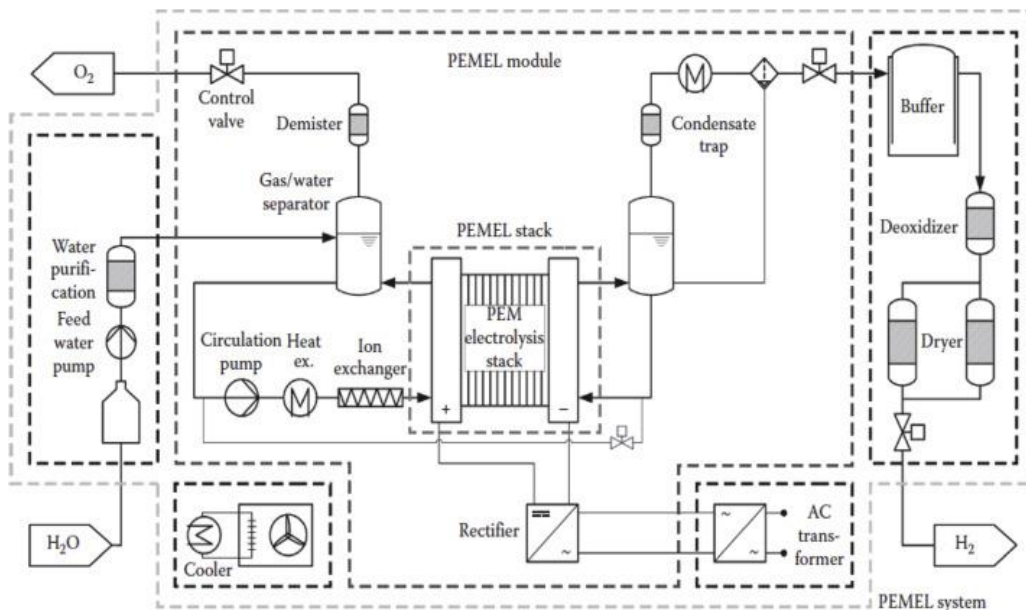 O₂
Control
valve
PEMEL module
Demister
Condensate
trap
Buffer
Gas/water
separator
PEMEL stack
Water
purifi-
cation
Deoxidizer
Feed
water
pump
Circulation
pump
Heat
ex.
Ion
exchanger
PEM
electrolysis
stack
Dryer
+
−
H₂O
Cooler
Rectifier
~
~
~
AC
trans-
former
H₂
PEMEL system